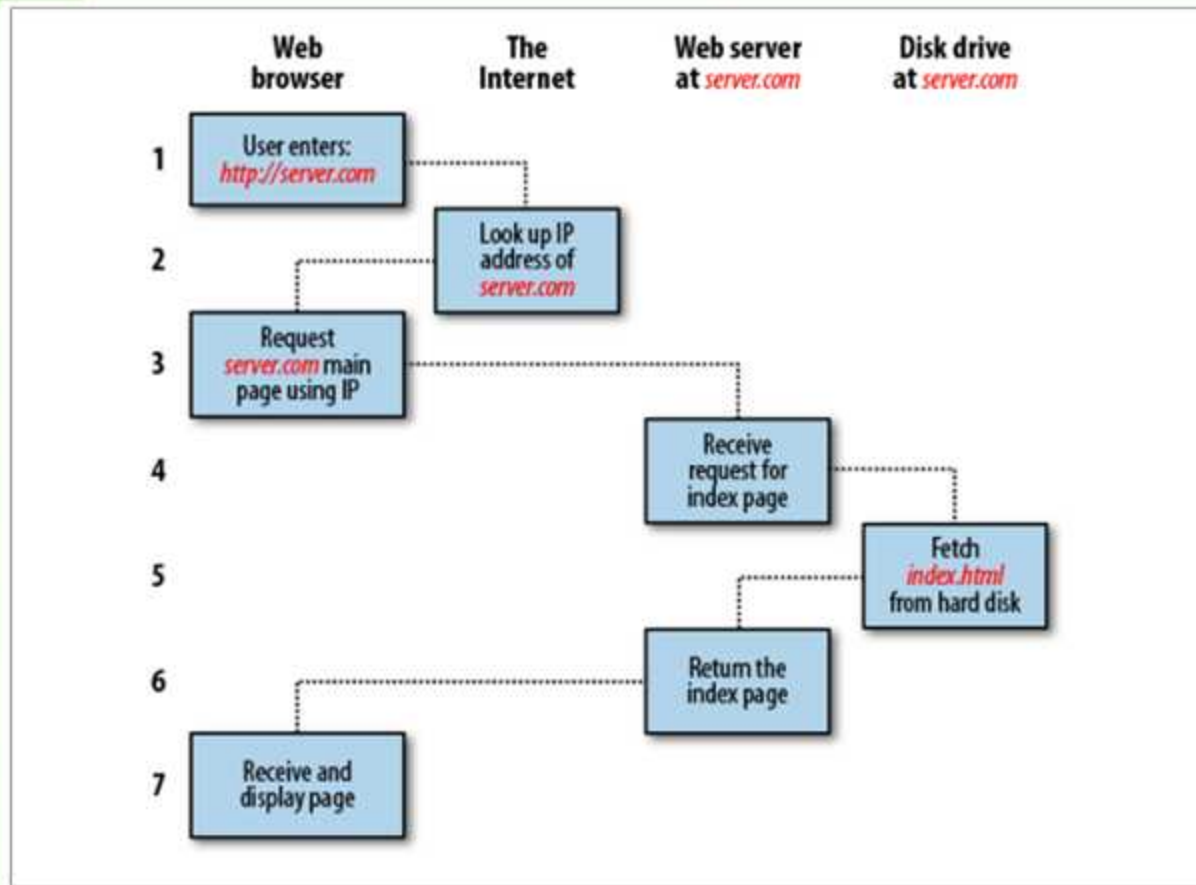 Web
browser
The
Internet
Web server
at server.com
Disk drive
at server.com
1
User enters:
http://server.com
2
Look up IP
address of
server.com
3
Request
server.com main
page using IP
4
Receive
request for
index page
5
Fetch
index.html
from hard disk
6
Return the
index page
7
Receive and
display page